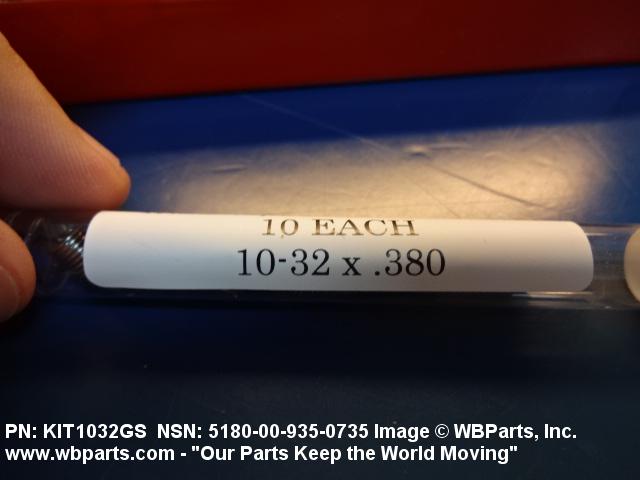 10 EACH
10-32 x .380
PN: KIT1032GS NSN: 5180-00-935-0735 Image © WBParts, Inc.
www.wbparts.com - "Our Parts Keep the World Moving"